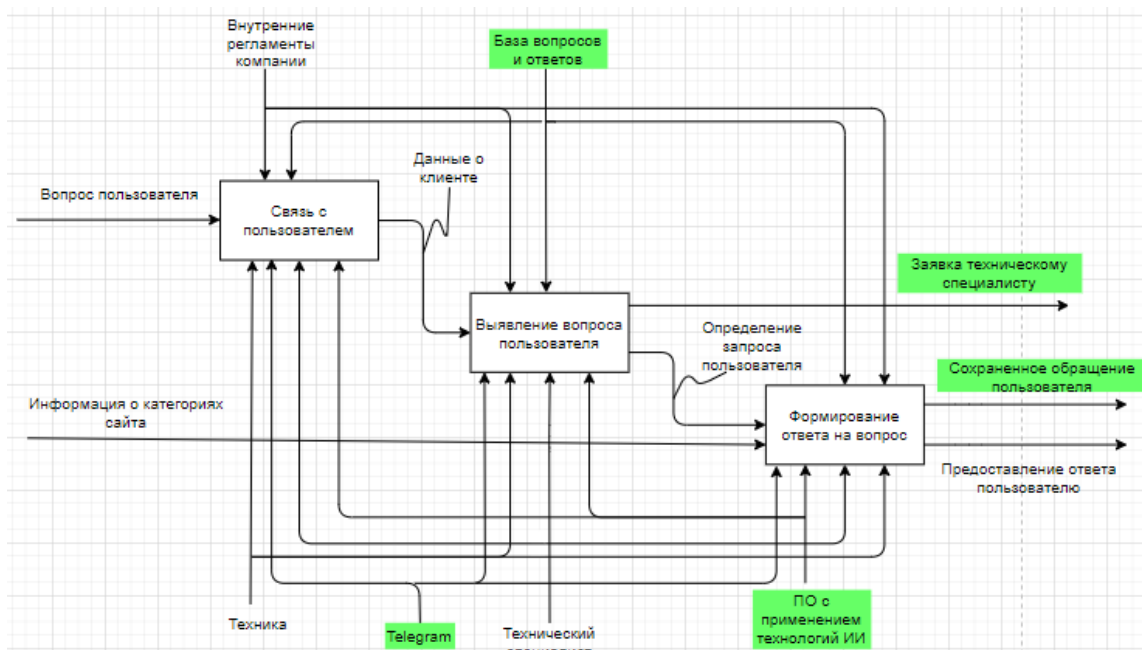 Внутренние
регламенты
компании
База вопросов
и ответов
Данные о
клиенте
Вопрос пользователя
Связь с
пользователем
Заявка техническому
специалисту
Выявление вопроса
пользователя
Определение
запроса
пользователя
Сохраненное обращение
пользователя
Информация о категориях
сайта
Формирование
ответа на вопрос
Предоставление ответа
пользователю
Техника
Telegram
Технический
ПО с
применением
технологий ИИ